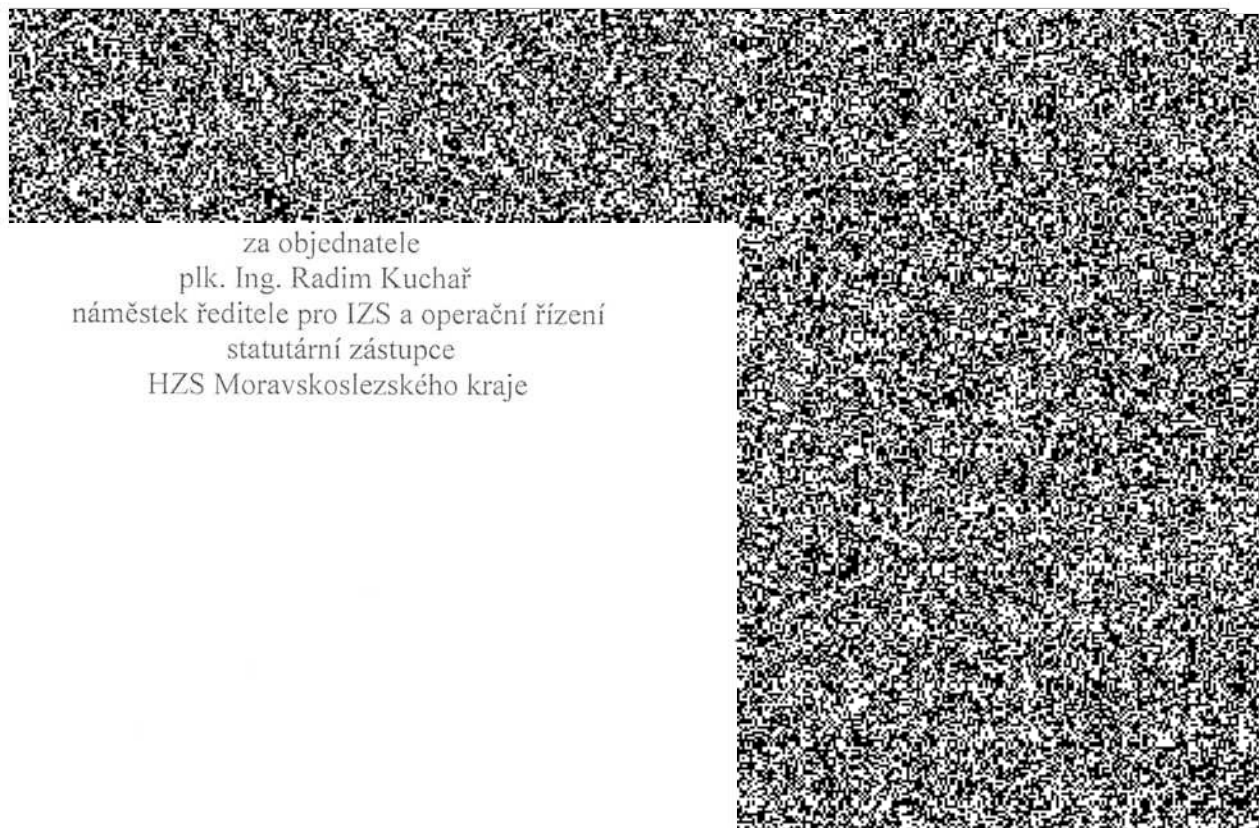 za objednatele
plk. Ing. Radim Kuchař
náměstek ředitele pro IZS a operační řízení
statutární zástupce
HZS Moravskoslezského kraje